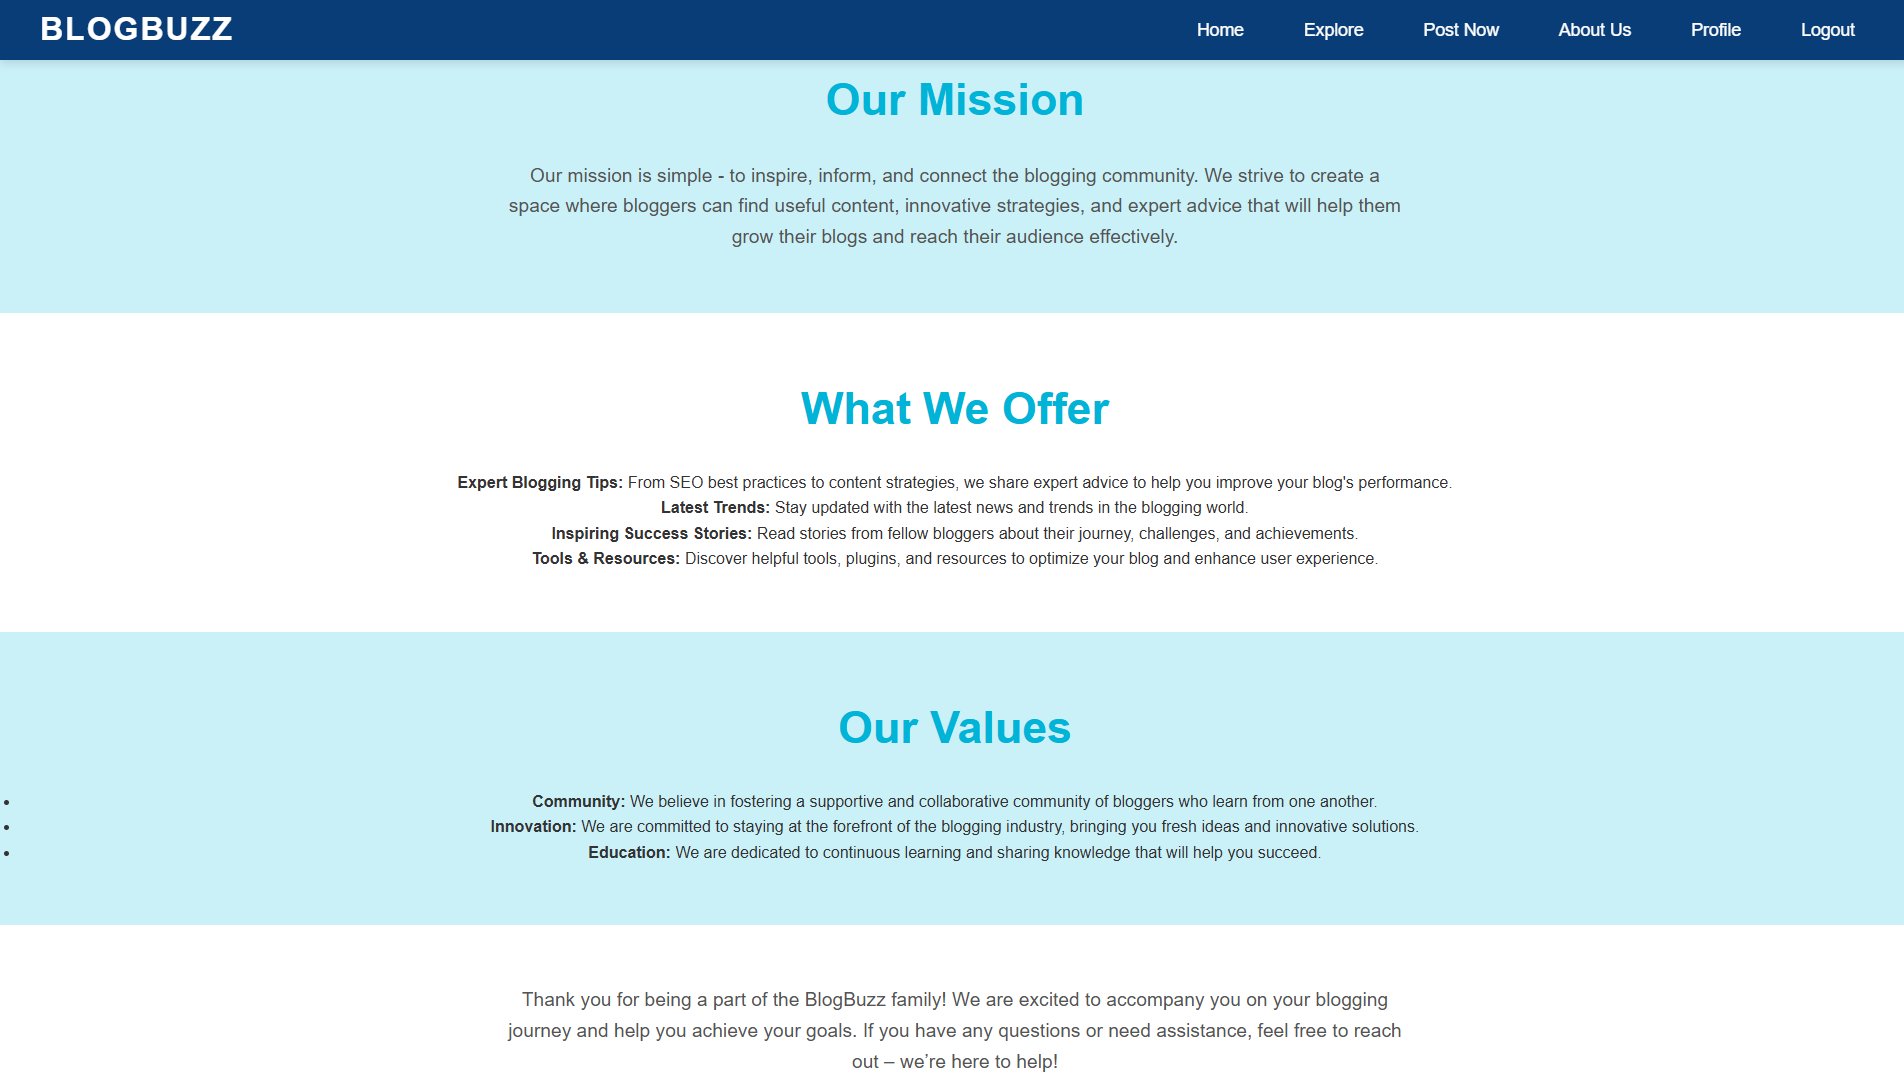 BLOGBUZZ
Home Explore Post Now About Us Profile Logout
Our Mission
Our mission is simple - to inspire, inform, and connect the blogging community. We strive to create a
space where bloggers can find useful content, innovative strategies, and expert advice that will help them
grow their blogs and reach their audience effectively.
What We Offer
Expert Blogging Tips: From SEO best practices to content strategies, we share expert advice to help you improve your blog's performance.
Latest Trends: Stay updated with the latest news and trends in the blogging world.
Inspiring Success Stories: Read stories from fellow bloggers about their journey, challenges, and achievements.
Tools & Resources: Discover helpful tools, plugins, and resources to optimize your blog and enhance user experience.
Our Values
• Community: We believe in fostering a supportive and collaborative community of bloggers who learn from one another.
• Innovation: We are committed to staying at the forefront of the blogging industry, bringing you fresh ideas and innovative solutions.
• Education: We are dedicated to continuous learning and sharing knowledge that will help you succeed.
Thank you for being a part of the BlogBuzz family! We are excited to accompany you on your blogging
journey and help you achieve your goals. If you have any questions or need assistance, feel free to reach
out – we’re here to help!